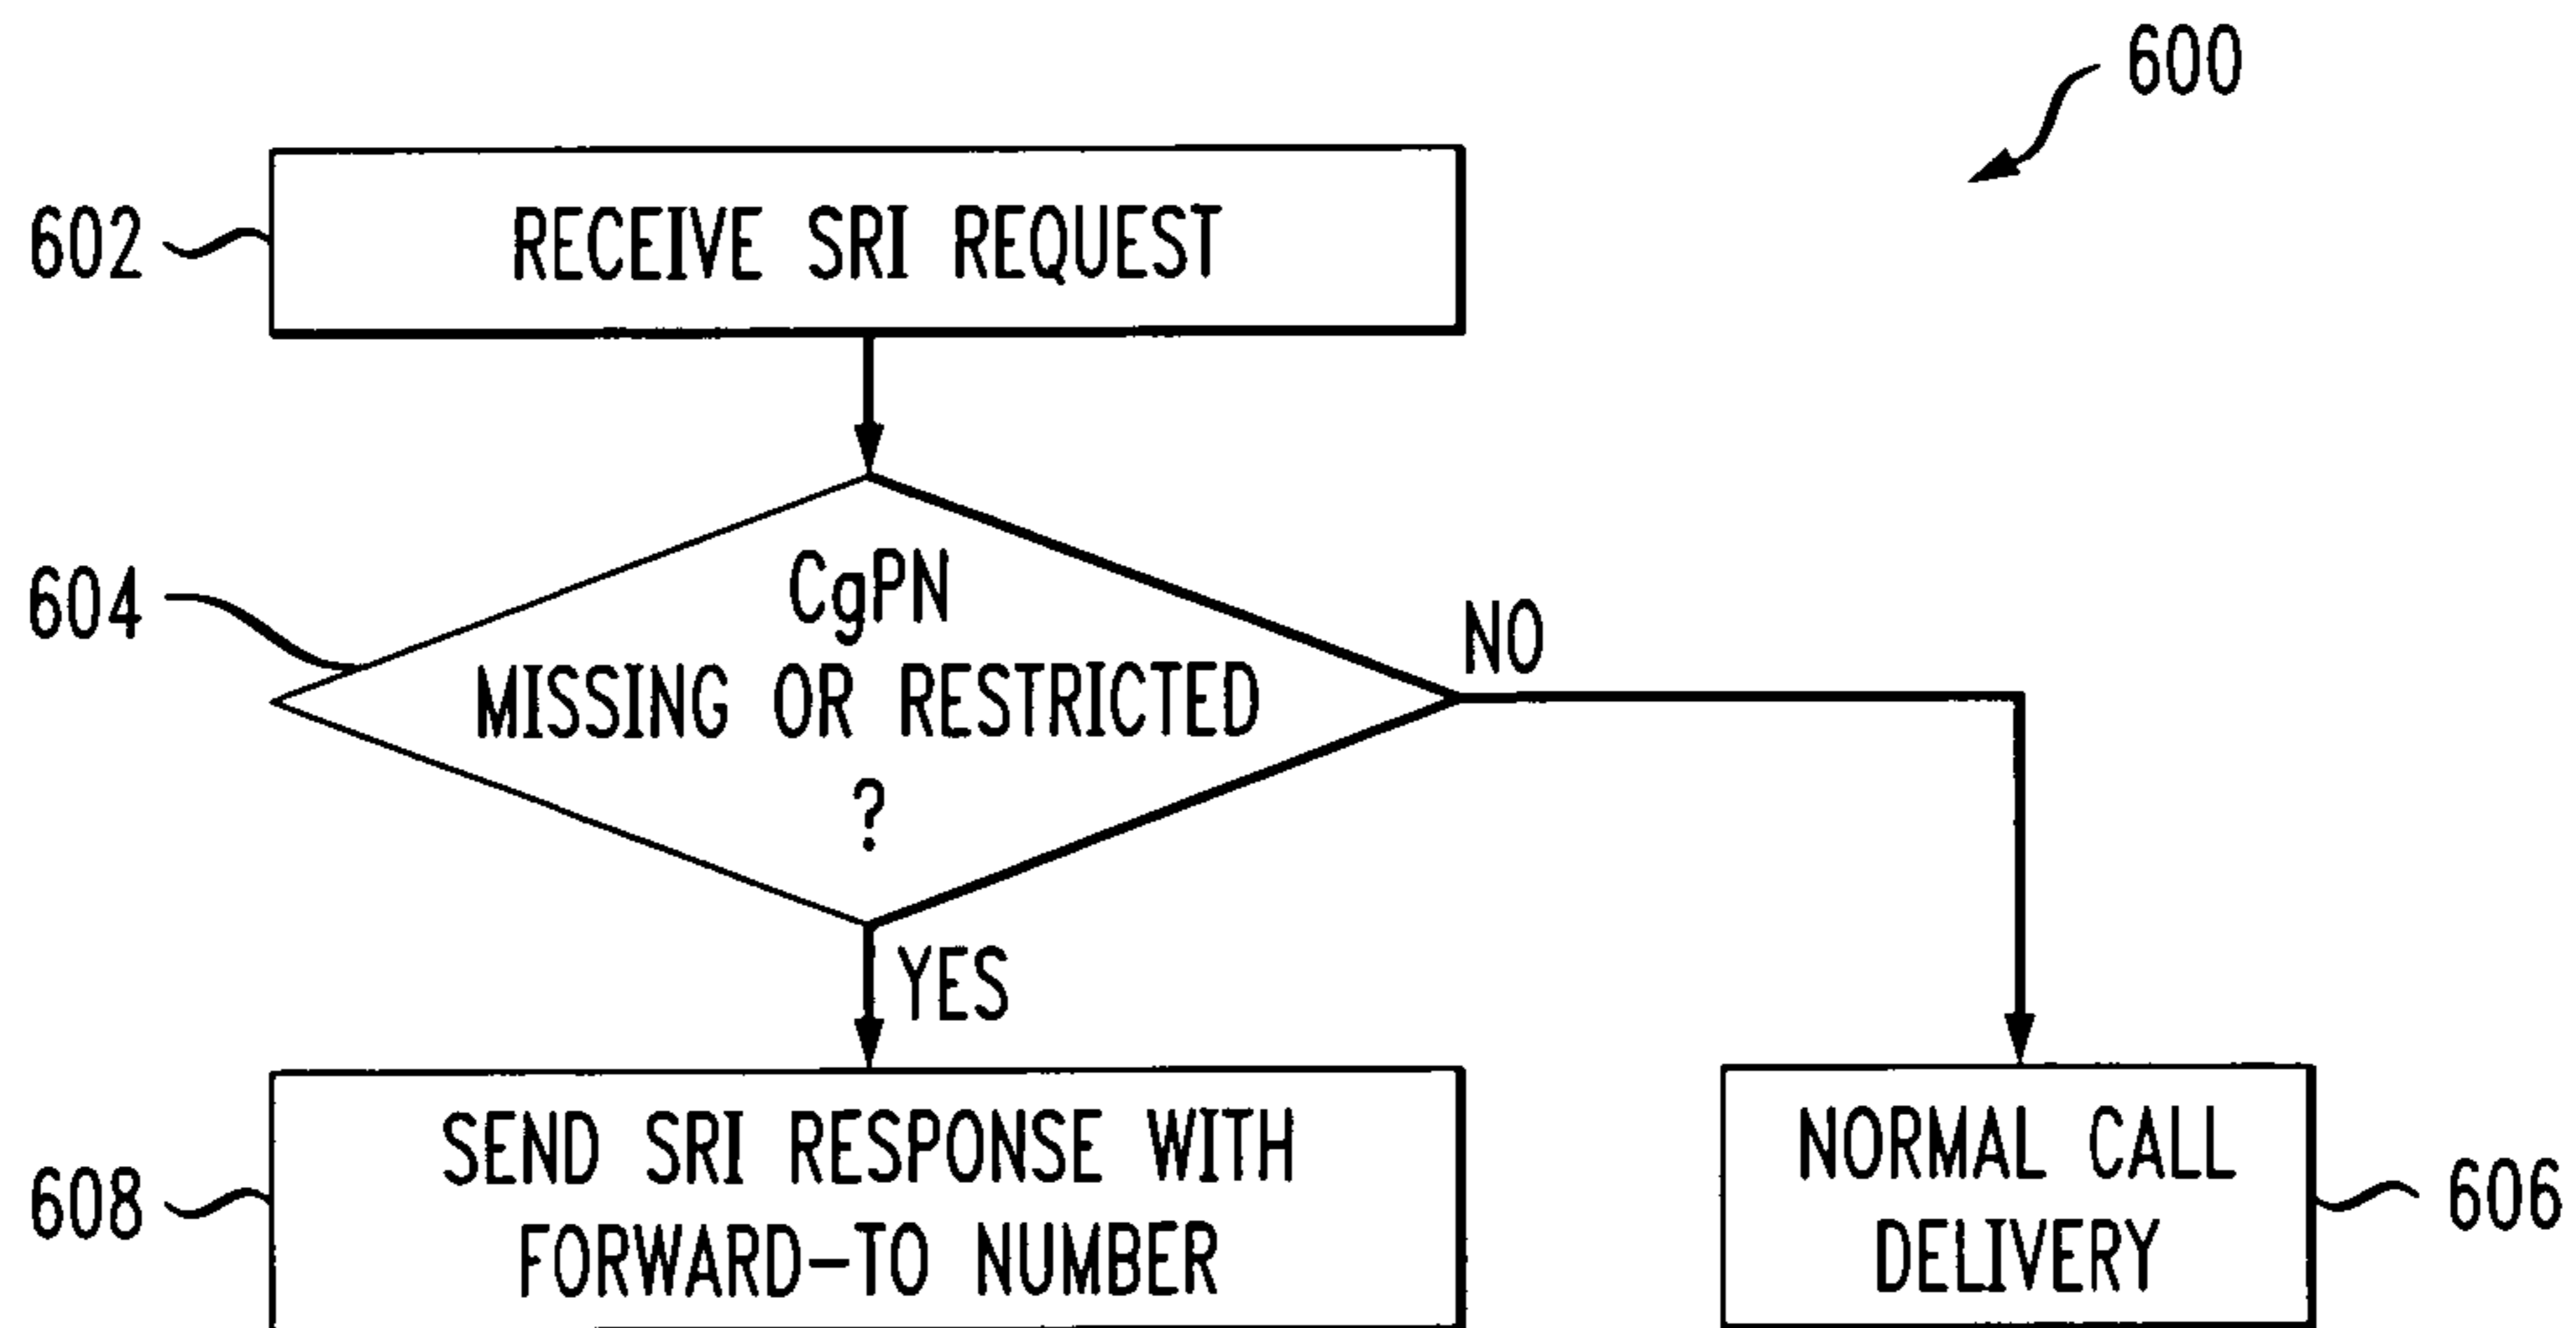 600
602
RECEIVE SRI REQUEST
604
CgPN
MISSING OR RESTRICTED
?
NO
YES
608
SEND SRI RESPONSE WITH
FORWARD-TO NUMBER
NORMAL CALL
DELIVERY
606